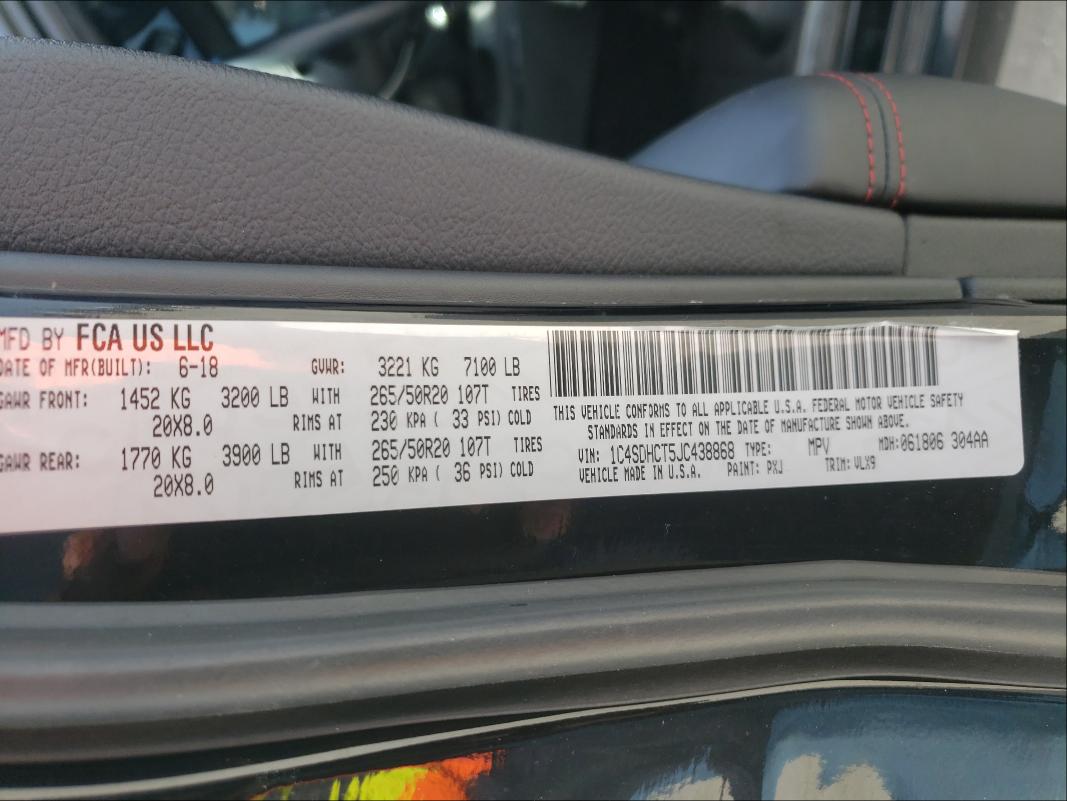 MFD BY FCA US LLC
DATE OF MFR(BUILT): 6-18 GVWR: 3221 KG 7100 LB
GAWR FRONT: 1452 KG 3200 LB WITH 265/50R20 107T TIRES
20X8.0 RIMS AT 230 KPA ( 33 PSI) COLD
GAWR REAR: 1770 KG 3900 LB WITH 265/50R20 107T TIRES
20X8.0 RIMS AT 250 KPA ( 36 PSI) COLD
THIS VEHICLE CONFORMS TO ALL APPLICABLE U.S.A. FEDERAL MOTOR VEHICLE SAFETY
STANDARDS IN EFFECT ON THE DATE OF MANUFACTURE SHOWN ABOVE.
VIN: 1C4SDHCT5JC438868 TYPE: MPV MDH:061806 304AA
VEHICLE MADE IN U.S.A. PAINT: PXJ TRIM: VLX9